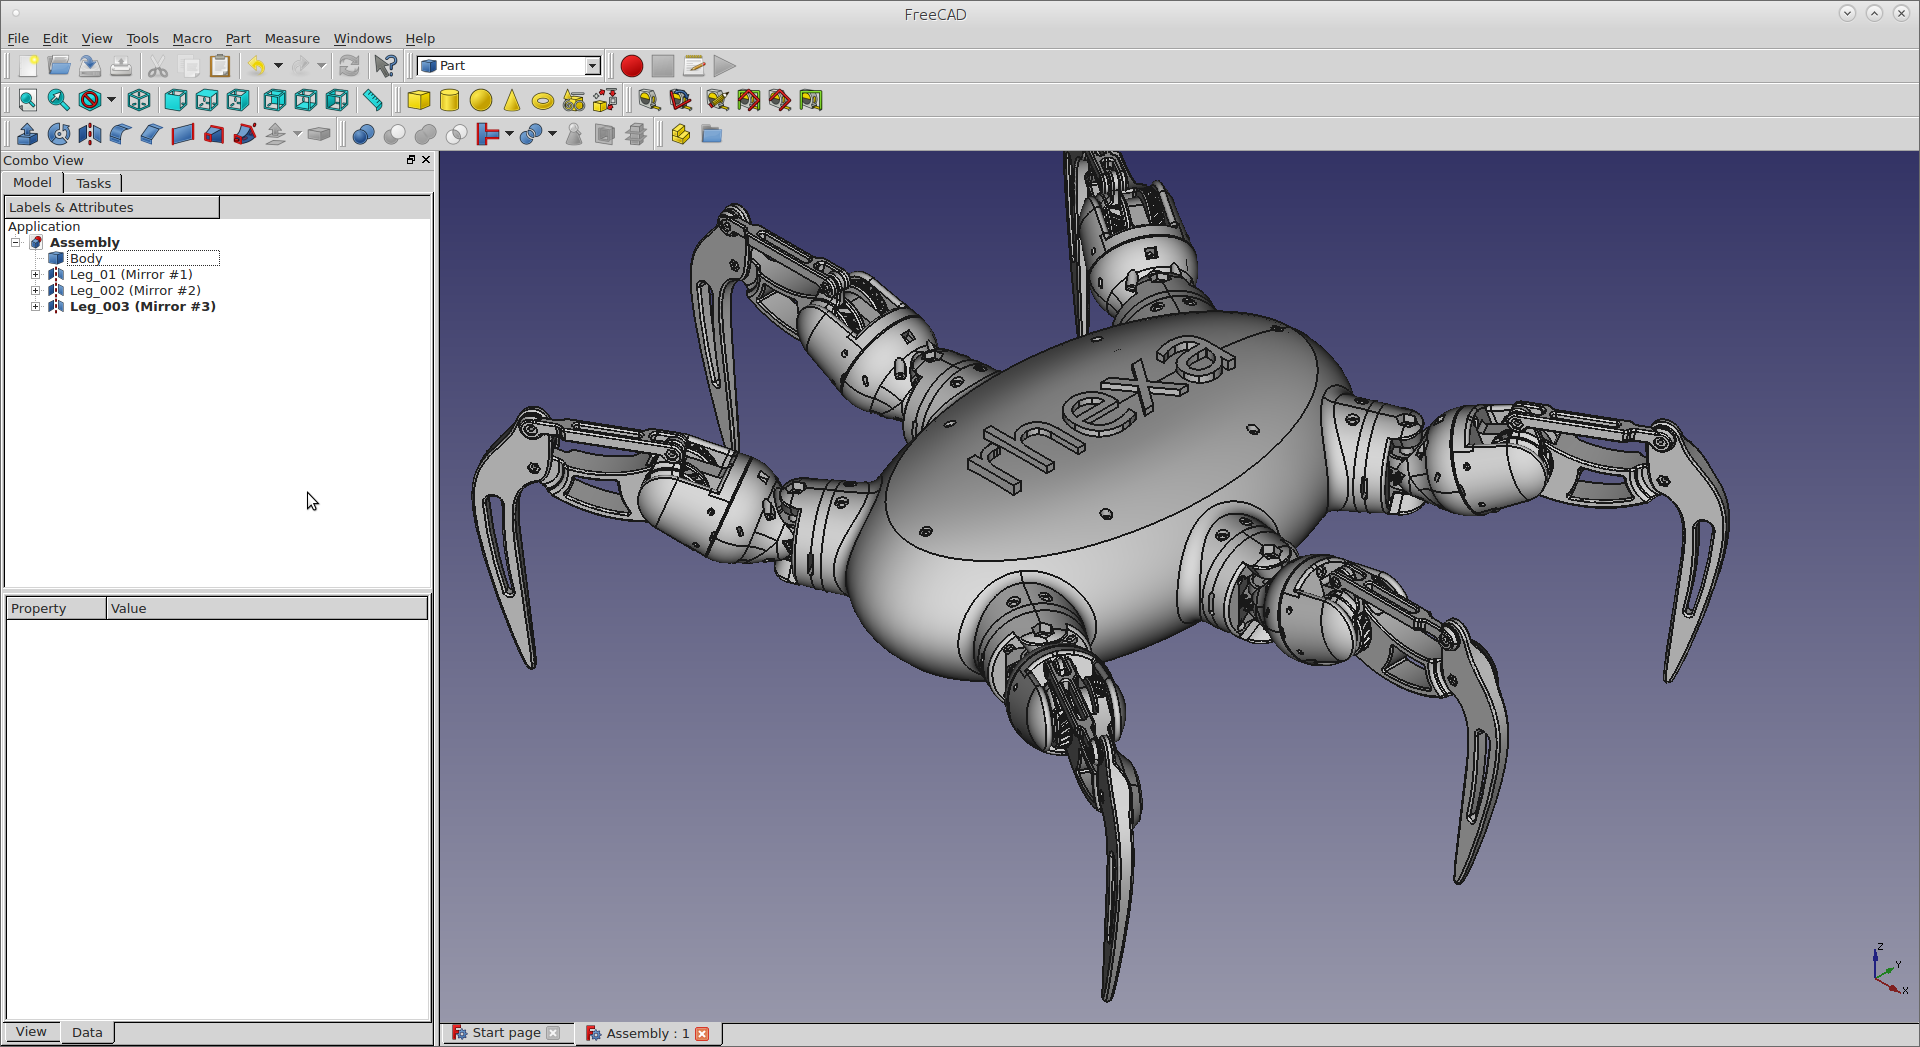 FreeCAD
File Edit View Tools Macro Part Measure Windows Help
Part
Combo View
Model Tasks
Labels & Attributes
Application
Assembly
Body
Leg_01 (Mirror #1)
Leg_002 (Mirror #2)
Leg_003 (Mirror #3)
Property Value
View Data
rhexa
Z
Y
X
Start page Assembly : 1